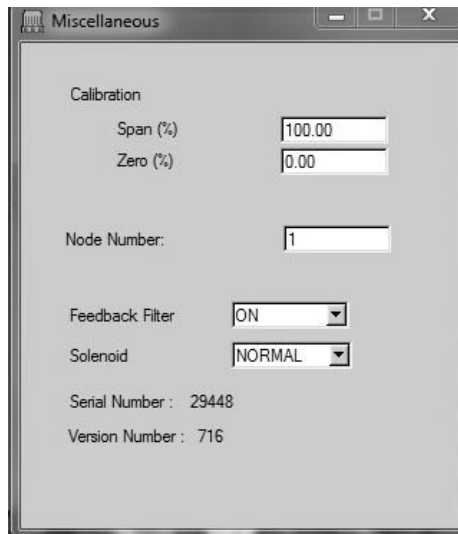 Miscellaneous
Calibration
Span (%) 100.00
Zero (%) 0.00
Node Number: 1
Feedback Filter ON
Solenoid NORMAL
Serial Number : 29448
Version Number : 716